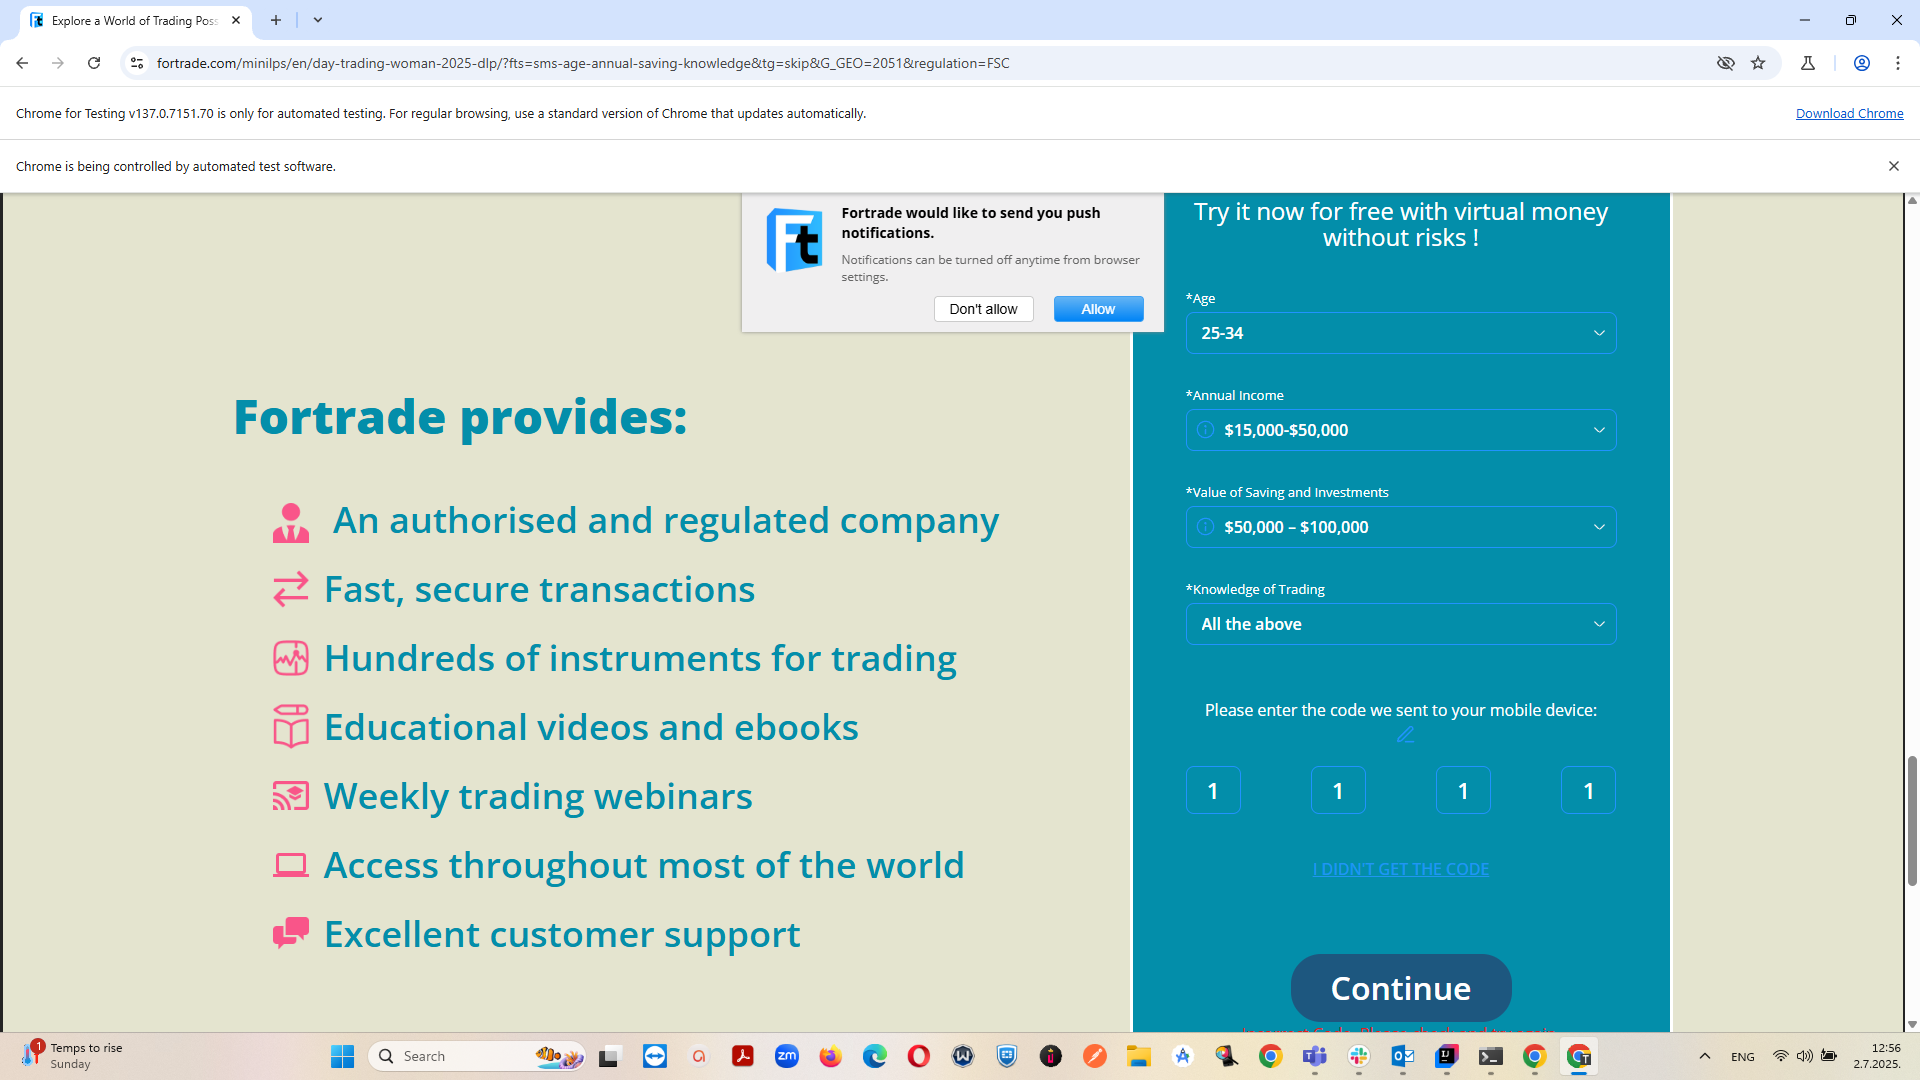 Explore a World of Trading Poss
fortrade.com/minilps/en/day-trading-woman-2025-dlp/?fts=sms-age-annual-saving-knowledge&tg=skip&G_GEO=2051&regulation=FSC
Chrome for Testing v137.0.7151.70 is only for automated testing. For regular browsing, use a standard version of Chrome that updates automatically.
Download Chrome
Chrome is being controlled by automated test software.
Ft
Fortrade would like to send you push
notifications.
Notifications can be turned off anytime from browser
settings.
Don't allow
Allow
Fortrade provides:
An authorised and regulated company
Fast, secure transactions
Hundreds of instruments for trading
Educational videos and ebooks
Weekly trading webinars
Access throughout most of the world
Excellent customer support
Try it now for free with virtual money
without risks !
*Age
25-34
*Annual Income
$15,000-$50,000
*Value of Saving and Investments
$50,000 – $100,000
*Knowledge of Trading
All the above
Please enter the code we sent to your mobile device:
1 1 1 1
I DIDN'T GET THE CODE
Continue
1
Temps to rise
Sunday
Search
zm
ENG
12:56
2.7.2025.